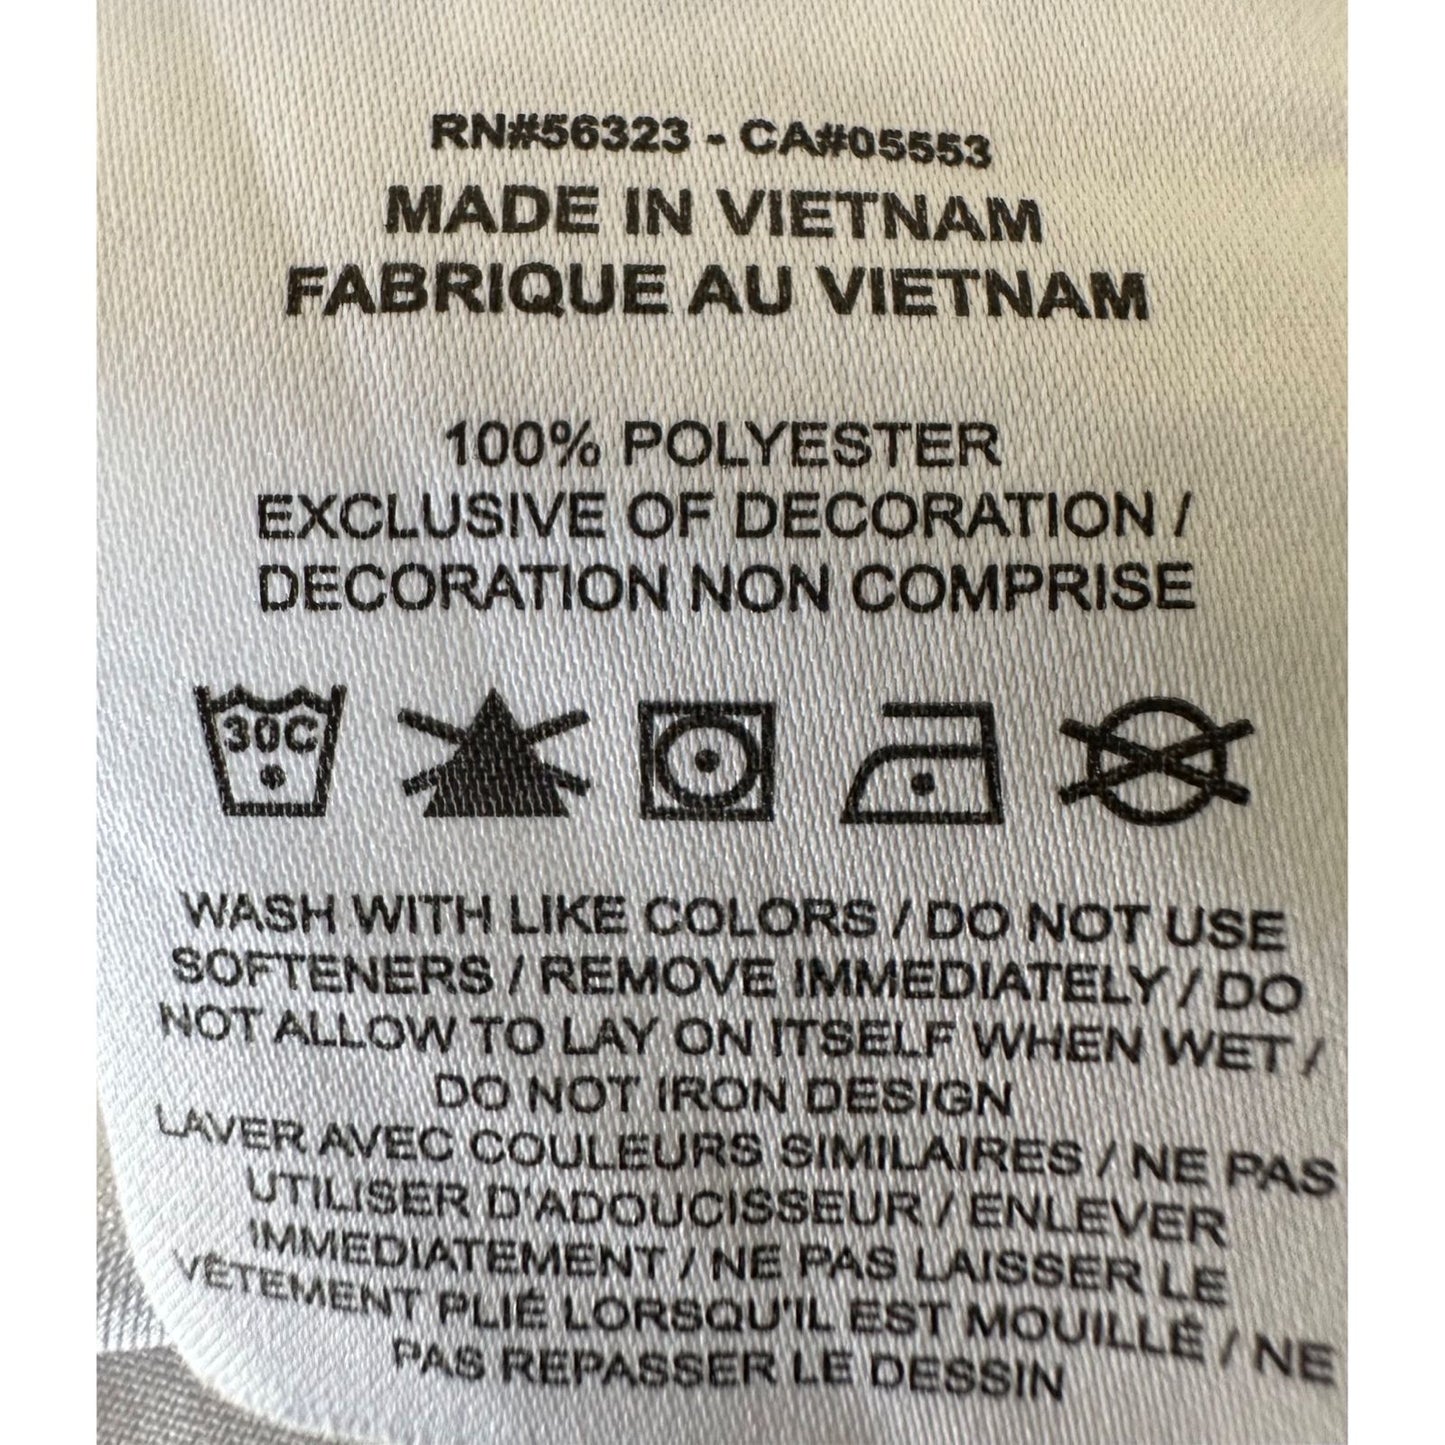 RN#56323 - CA#05553
MADE IN VIETNAM
FABRIQUE AU VIETNAM
100% POLYESTER
EXCLUSIVE OF DECORATION /
DECORATION NON COMPRISE
30C
WASH WITH LIKE COLORS / DO NOT USE
SOFTENERS / REMOVE IMMEDIATELY / DO
NOT ALLOW TO LAY ON ITSELF WHEN WET /
DO NOT IRON DESIGN
LAVER AVEC COULEURS SIMILAIRES / NE PAS
UTILISER D'ADOUCISSEUR / ENLEVER
IMMEDIATEMENT / NE PAS LAISSER LE
VÊTEMENT PLIÉ LORSQU'IL EST MOUILLÉ / NE
PAS REPASSER LE DESSIN